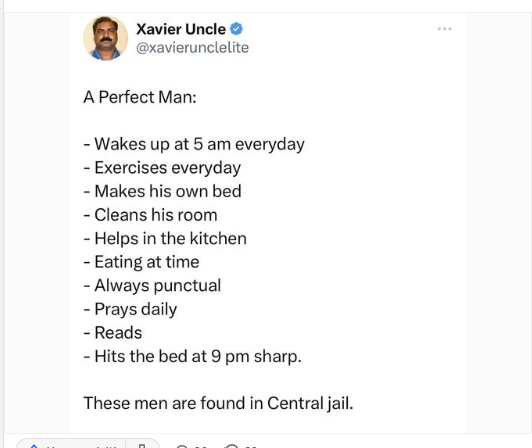 Xavier Uncle
@xavierunclelite
A Perfect Man:
- Wakes up at 5 am everyday
- Exercises everyday
- Makes his own bed
- Cleans his room
- Helps in the kitchen
- Eating at time
- Always punctual
- Prays daily
- Reads
- Hits the bed at 9 pm sharp.
These men are found in Central jail.